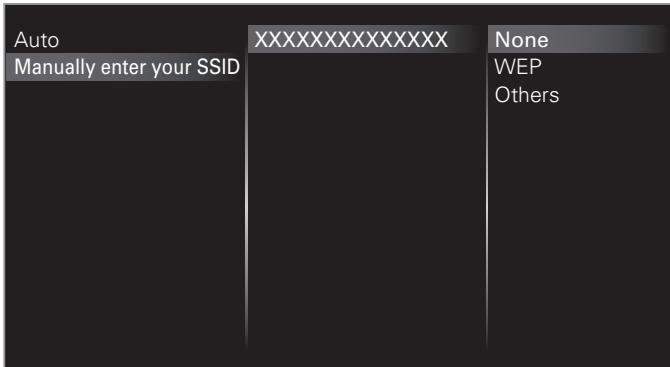 Auto
Manually enter your SSID
XXXXXXXXXXXXXX
None
WEP
Others